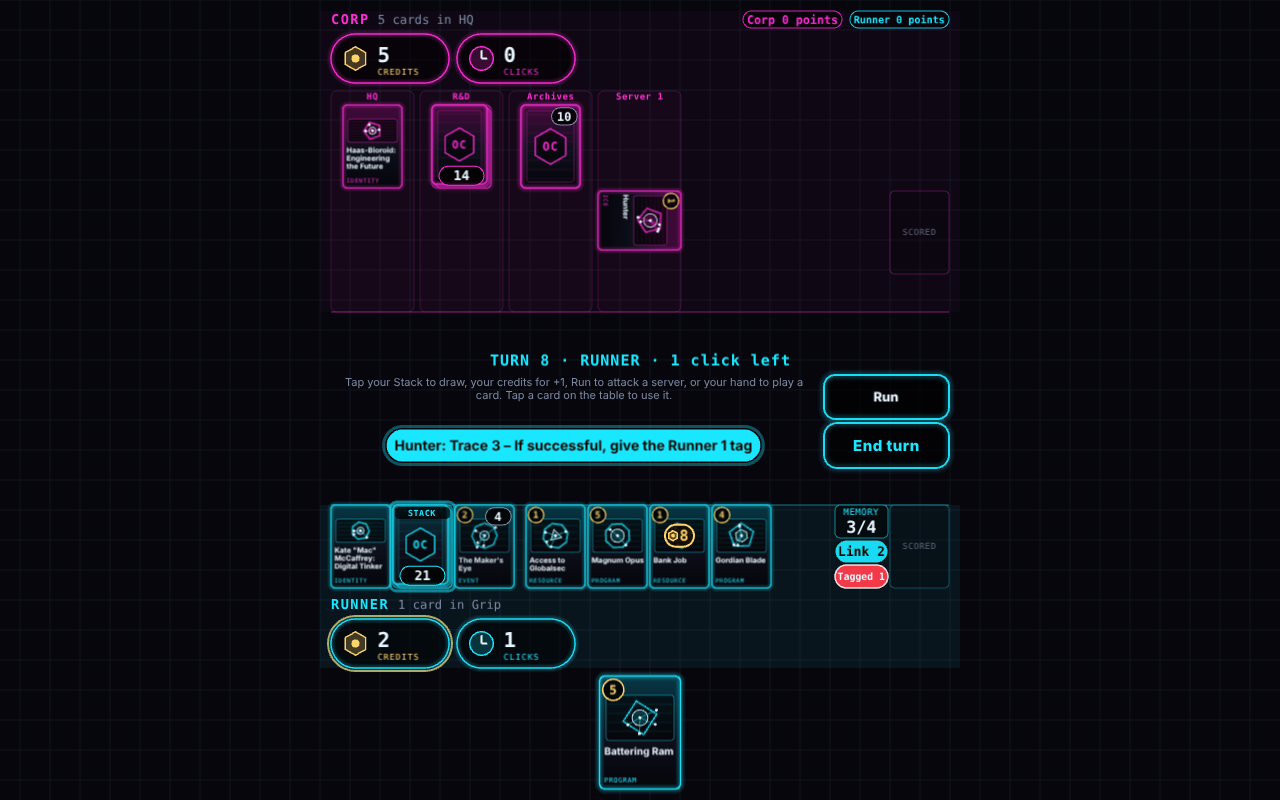 CORP 5 cards in HQ
Corp 0 points
Runner 0 points
5
CREDITS
0
CLICKS
HQ
R&D
Archives
Server 1
Haas-Bioroid:
Engineering
the Future
IDENTITY
OC
14
10
OC
Hunter
ICE
1
SCORED
TURN 8 · RUNNER · 1 click left
Tap your Stack to draw, your credits for +1, Run to attack a server, or your hand to play a
card. Tap a card on the table to use it.
Run
End turn
Hunter: Trace 3 – If successful, give the Runner 1 tag
Kate "Mac"
McCaffrey:
Digital Tinker
IDENTITY
STACK
OC
21
2
4
The Maker's
Eye
EVENT
1
Access to
Globalsec
RESOURCE
5
Magnum Opus
PROGRAM
1
8
Bank Job
RESOURCE
4
Gordian Blade
PROGRAM
MEMORY
3/4
Link 2
Tagged 1
SCORED
RUNNER 1 card in Grip
2
CREDITS
1
CLICKS
5
Battering Ram
PROGRAM